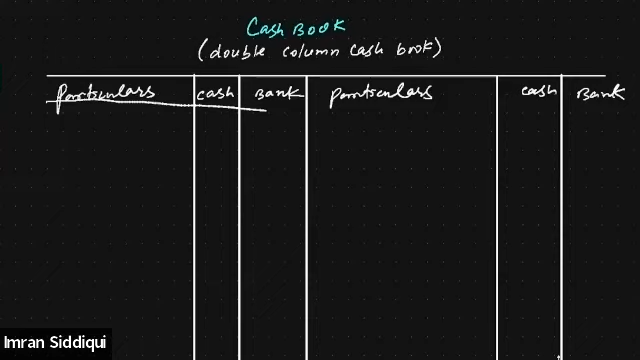 Cash Book
(double column cash book)
Particulars cash Bank Particulars cash Bank
Imran Siddiqui